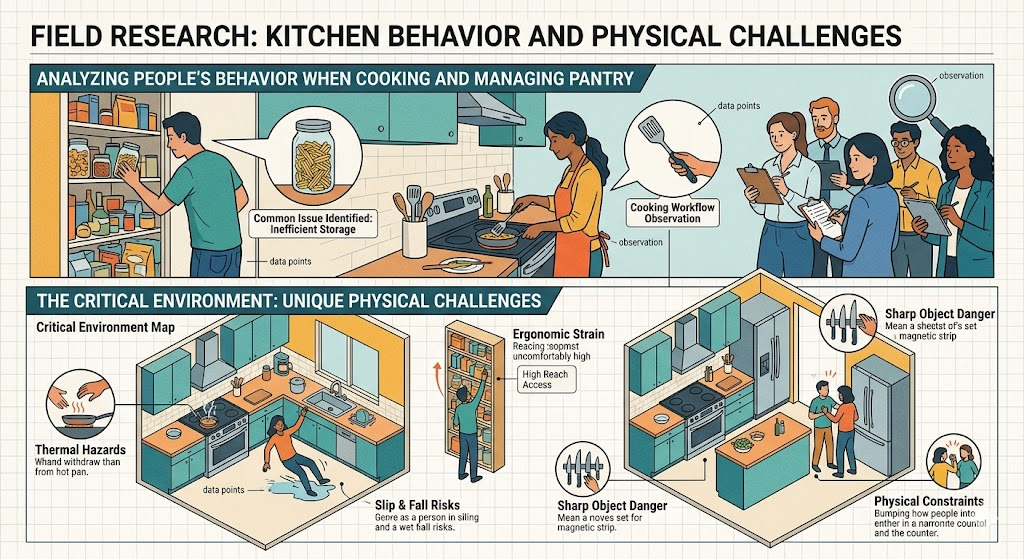 FIELD RESEARCH: KITCHEN BEHAVIOR AND PHYSICAL CHALLENGES
ANALYZING PEOPLE'S BEHAVIOR WHEN COOKING AND MANAGING PANTRY
observation
data points
Common Issue Identified:
Inefficient Storage
data points
Cooking Workflow
Observation
observation
THE CRITICAL ENVIRONMENT: UNIQUE PHYSICAL CHALLENGES
Critical Environment Map
Thermal Hazards
Whand withdraw than
from hot pan.
data points
Slip & Fall Risks
as a person in siling
and a wet fall risks.
Ergonomic Strain
Reacing :sopmst
uncomfortably high
High Reach
Access
Sharp Object Danger
Mean a sheetst of's set
magnetic strip
Sharp Object Danger
Mean a noves set for
magnetic strip.
Physical Constraints
Bumping how people into
enther in a narronite
and the counter.